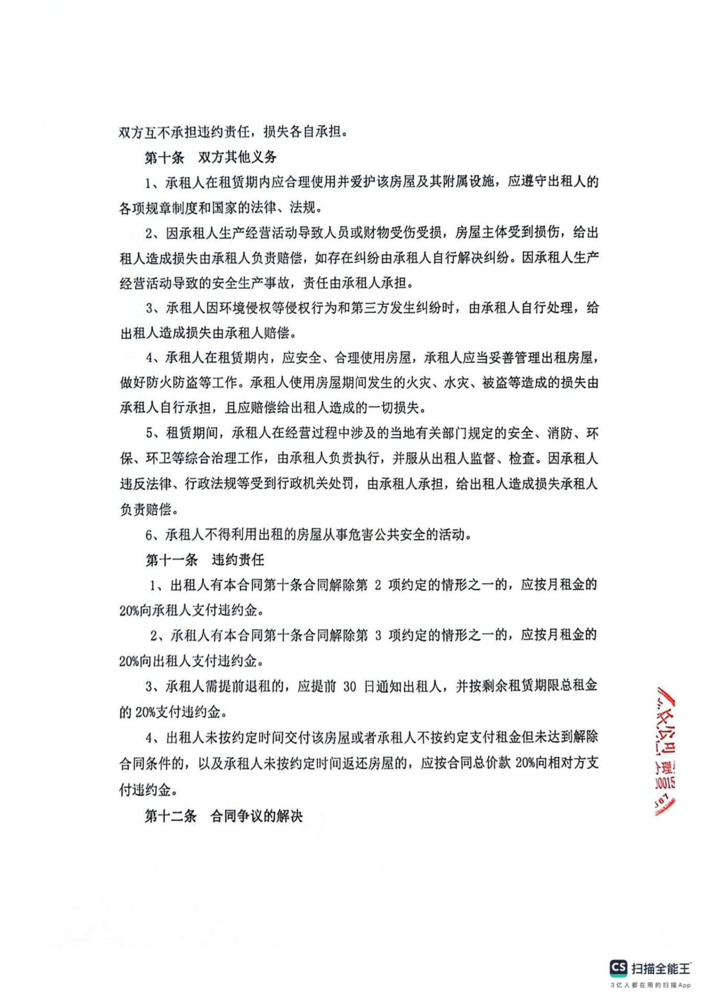 双方互不承担违约责任，损失各自承担。
第十条　双方其他义务
1、承租人在租赁期内应合理使用并爱护该房屋及其附属设施，应遵守出租人的
各项规章制度和国家的法律、法规。
2、因承租人生产经营活动导致人员或财物受伤受损，房屋主体受到损伤，给出
租人造成损失由承租人负责赔偿，如存在纠纷由承租人自行解决纠纷。因承租人生产
经营活动导致的安全生产事故，责任由承租人承担。
3、承租人因环境侵权等侵权行为和第三方发生纠纷时，由承租人自行处理，给
出租人造成损失由承租人赔偿。
4、承租人在租赁期内，应安全、合理使用房屋，承租人应当妥善管理出租房屋，
做好防火防盗等工作。承租人使用房屋期间发生的火灾、水灾、被盗等造成的损失由
承租人自行承担，且应赔偿给出租人造成的一切损失。
5、租赁期间，承租人在经营过程中涉及的当地有关部门规定的安全、消防、环
保、环卫等综合治理工作，由承租人负责执行，并服从出租人监督、检查。因承租人
违反法律、行政法规等受到行政机关处罚，由承租人承担，给出租人造成损失承租人
负责赔偿。
6、承租人不得利用出租的房屋从事危害公共安全的活动。
第十一条　违约责任
1、出租人有本合同第十条合同解除第 2 项约定的情形之一的，应按月租金的
20%向承租人支付违约金。
2、承租人有本合同第十条合同解除第 3 项约定的情形之一的，应按月租金的
20%向出租人支付违约金。
3、承租人需提前退租的，应提前 30 日通知出租人，并按剩余租赁期限总租金
的 20%支付违约金。
4、出租人未按约定时间交付该房屋或者承租人不按约定支付租金但未达到解除
合同条件的，以及承租人未按约定时间返还房屋的，应按合同总价款 20%向相对方支
付违约金。
第十二条　合同争议的解决
公司
理
00015
CS 扫描全能王
3亿人都在用的扫描App